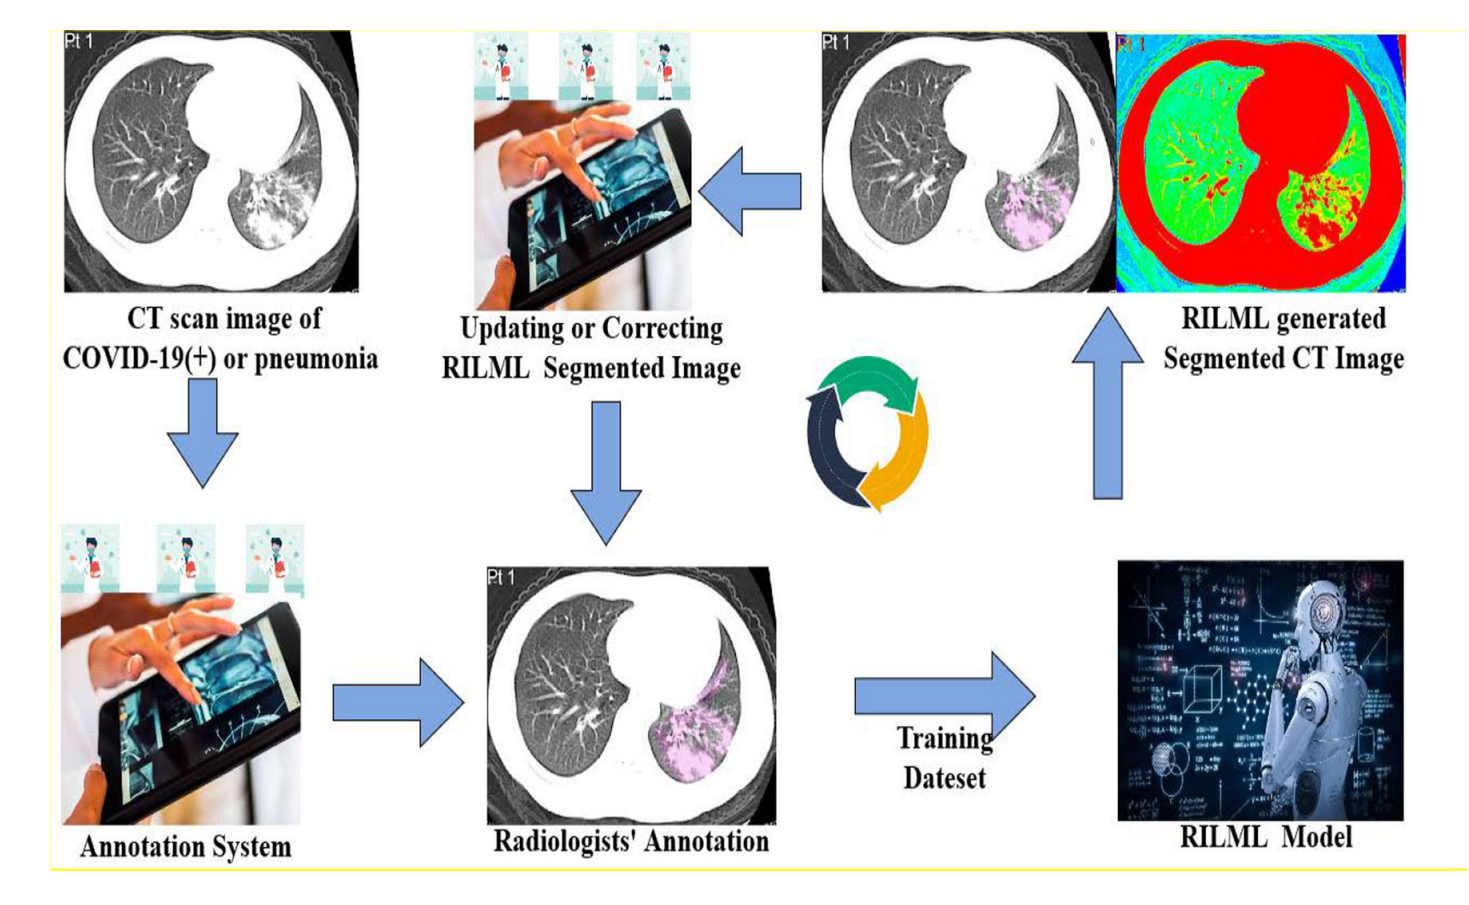 Pt 1
Pt 1
Pt 1
CT scan image of
COVID-19(+) or pneumonia
Updating or Correcting
RILML Segmented Image
RILML generated
Segmented CT Image
Pt 1
Training
Dateset
Annotation System
Radiologists' Annotation
RILML Model